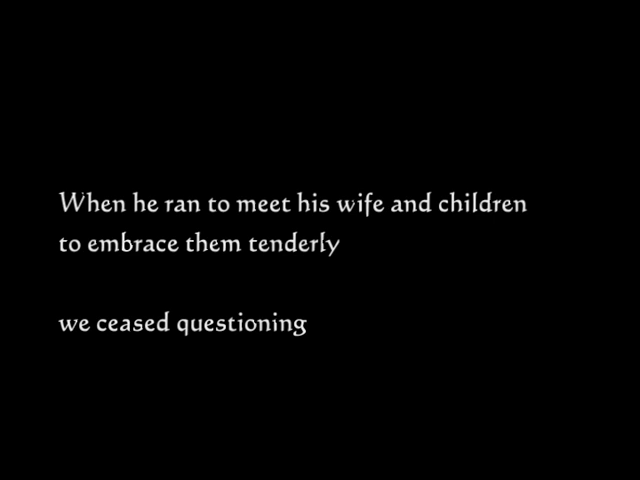 When he ran to meet his wife and children
to embrace them tenderly
we ceased questioning